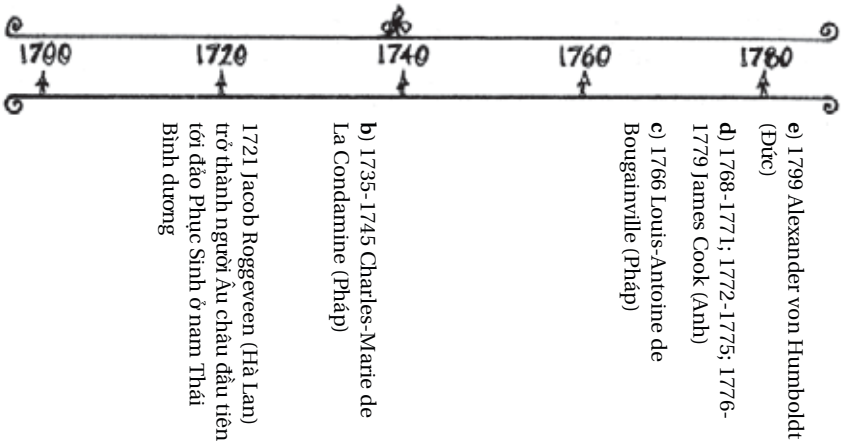 1700 1720 1740 1760 1780
1721 Jacob Roggeveen (Hà Lan)
trở thành người Âu châu đầu tiên
tới đảo Phục Sinh ở nam Thái
Bình dương
b) 1735-1745 Charles-Marie de
La Condamine (Pháp)
c) 1766 Louis-Antoine de
Bougainville (Pháp)
d) 1768-1771; 1772-1775; 1776-
1779 James Cook (Anh)
e) 1799 Alexander von Humboldt
(Đức)